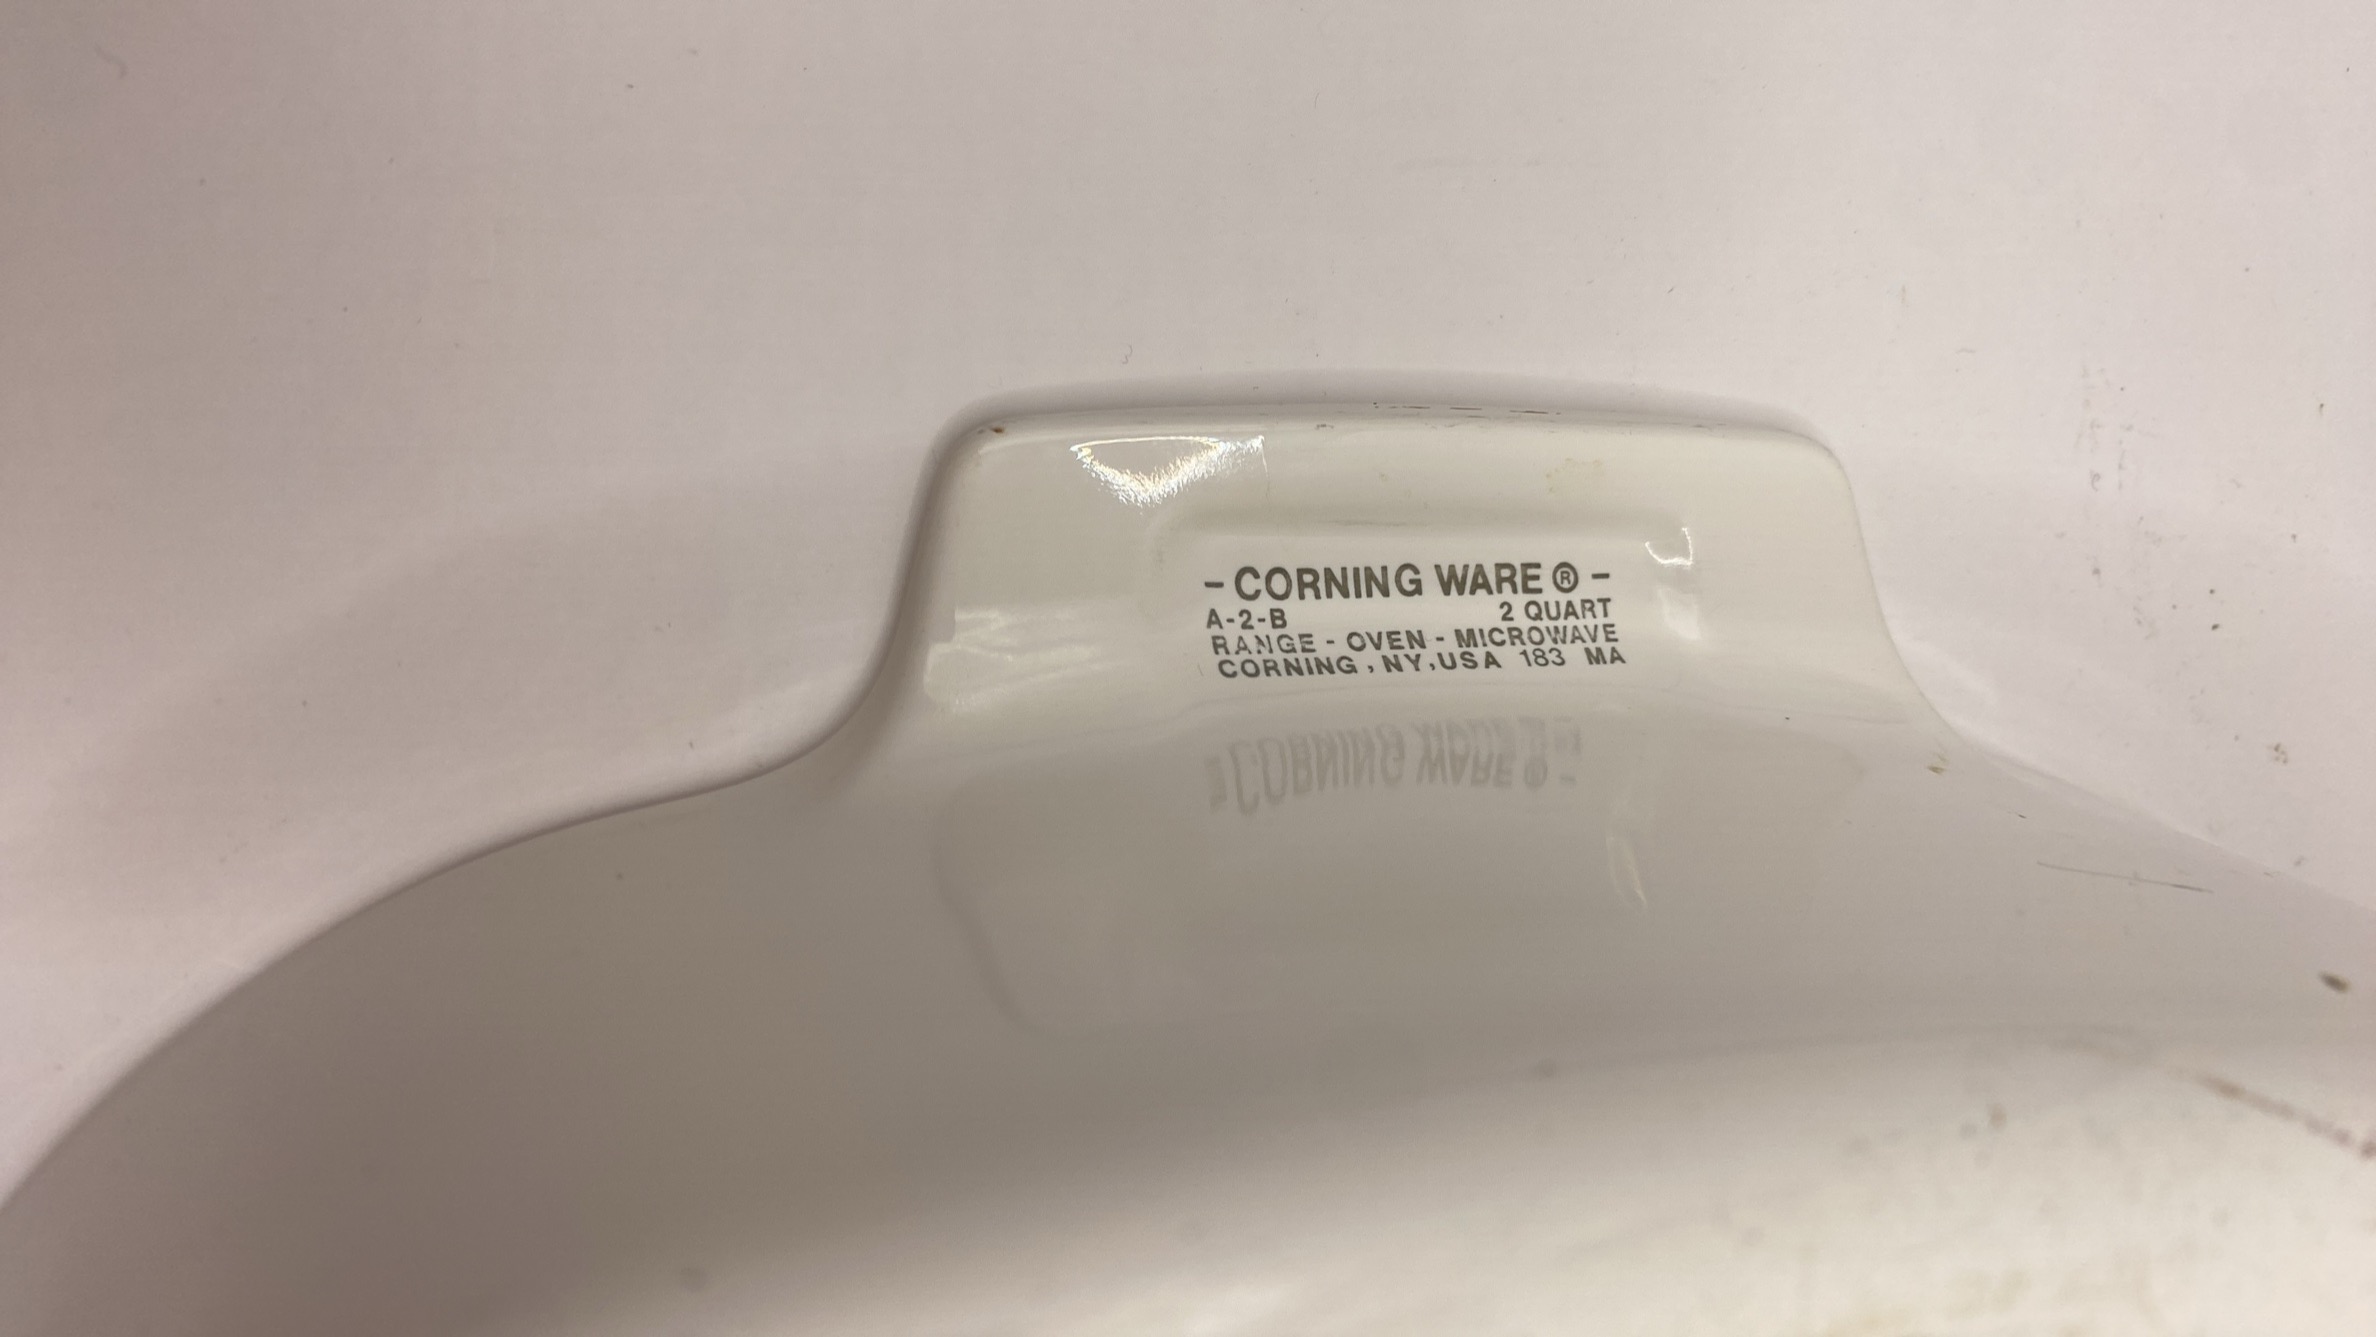 - CORNING WARE ® -
A-2-B 2 QUART
RANGE - OVEN - MICROWAVE
CORNING, NY, USA 183 MA